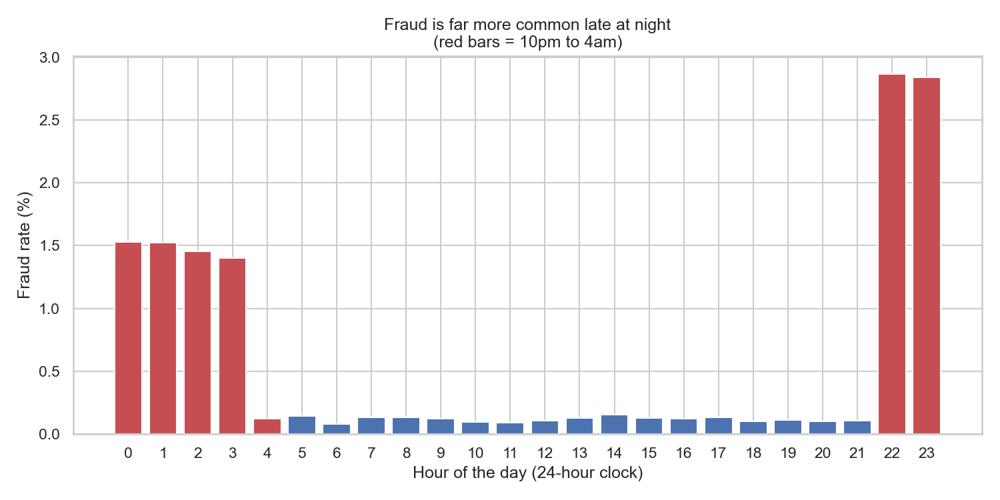 Fraud is far more common late at night
(red bars = 10pm to 4am)
Fraud rate (%)
3.0
2.5
2.0
1.5
1.0
0.5
0.0
0 1 2 3 4 5 6 7 8 9 10 11 12 13 14 15 16 17 18 19 20 21 22 23
Hour of the day (24-hour clock)